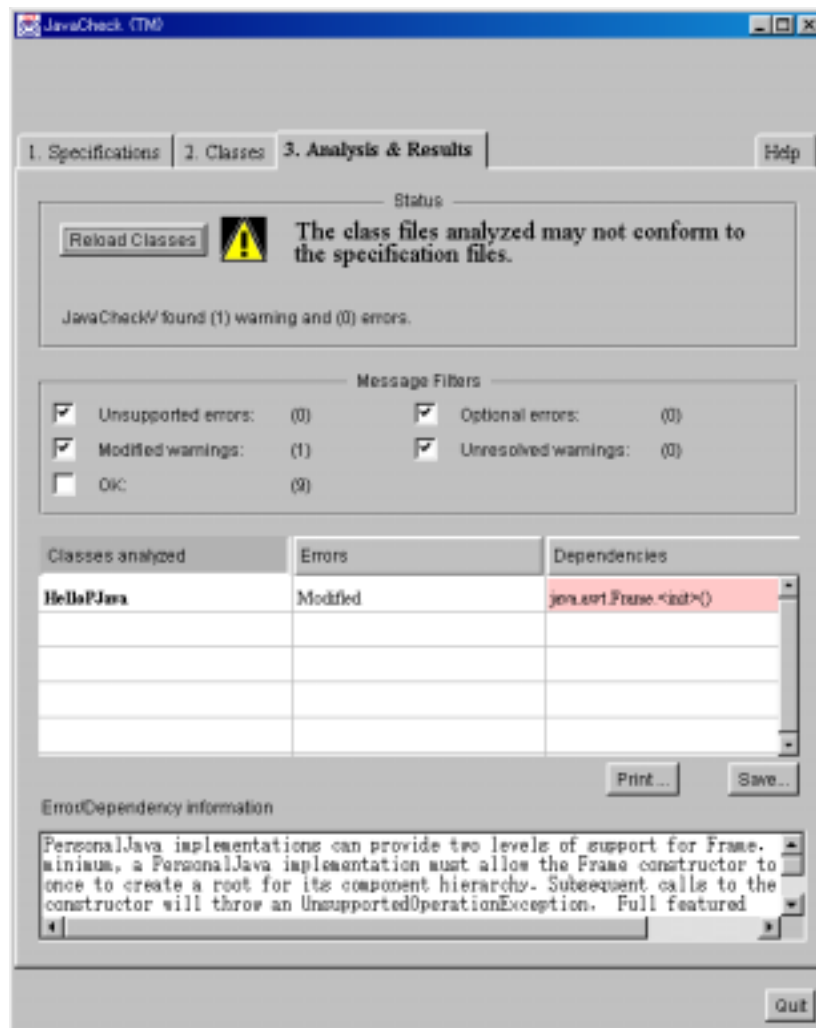 JavaCheck (TM)
1. Specifications 2. Classes 3. Analysis & Results Help
Status
Reload Classes
The class files analyzed may not conform to
the specification files.
JavaCheckV found (1) warning and (0) errors.
Message Filters
Unsupported errors: (0) Optional errors: (0)
Modified warnings: (1) Unresolved warnings: (0)
OK: (9)
Classes analyzed Errors Dependencies
HelloPJava Modified java.awt.Frame.<init>()
Print... Save...
Error/Dependency information
PersonalJava implementations can provide two levels of support for Frame.
minimum, a PersonalJava implementation must allow the Frame constructor to
once to create a root for its component hierarchy. Subsequent calls to the
constructor will throw an UnsupportedOperationException. Full featured
Quit